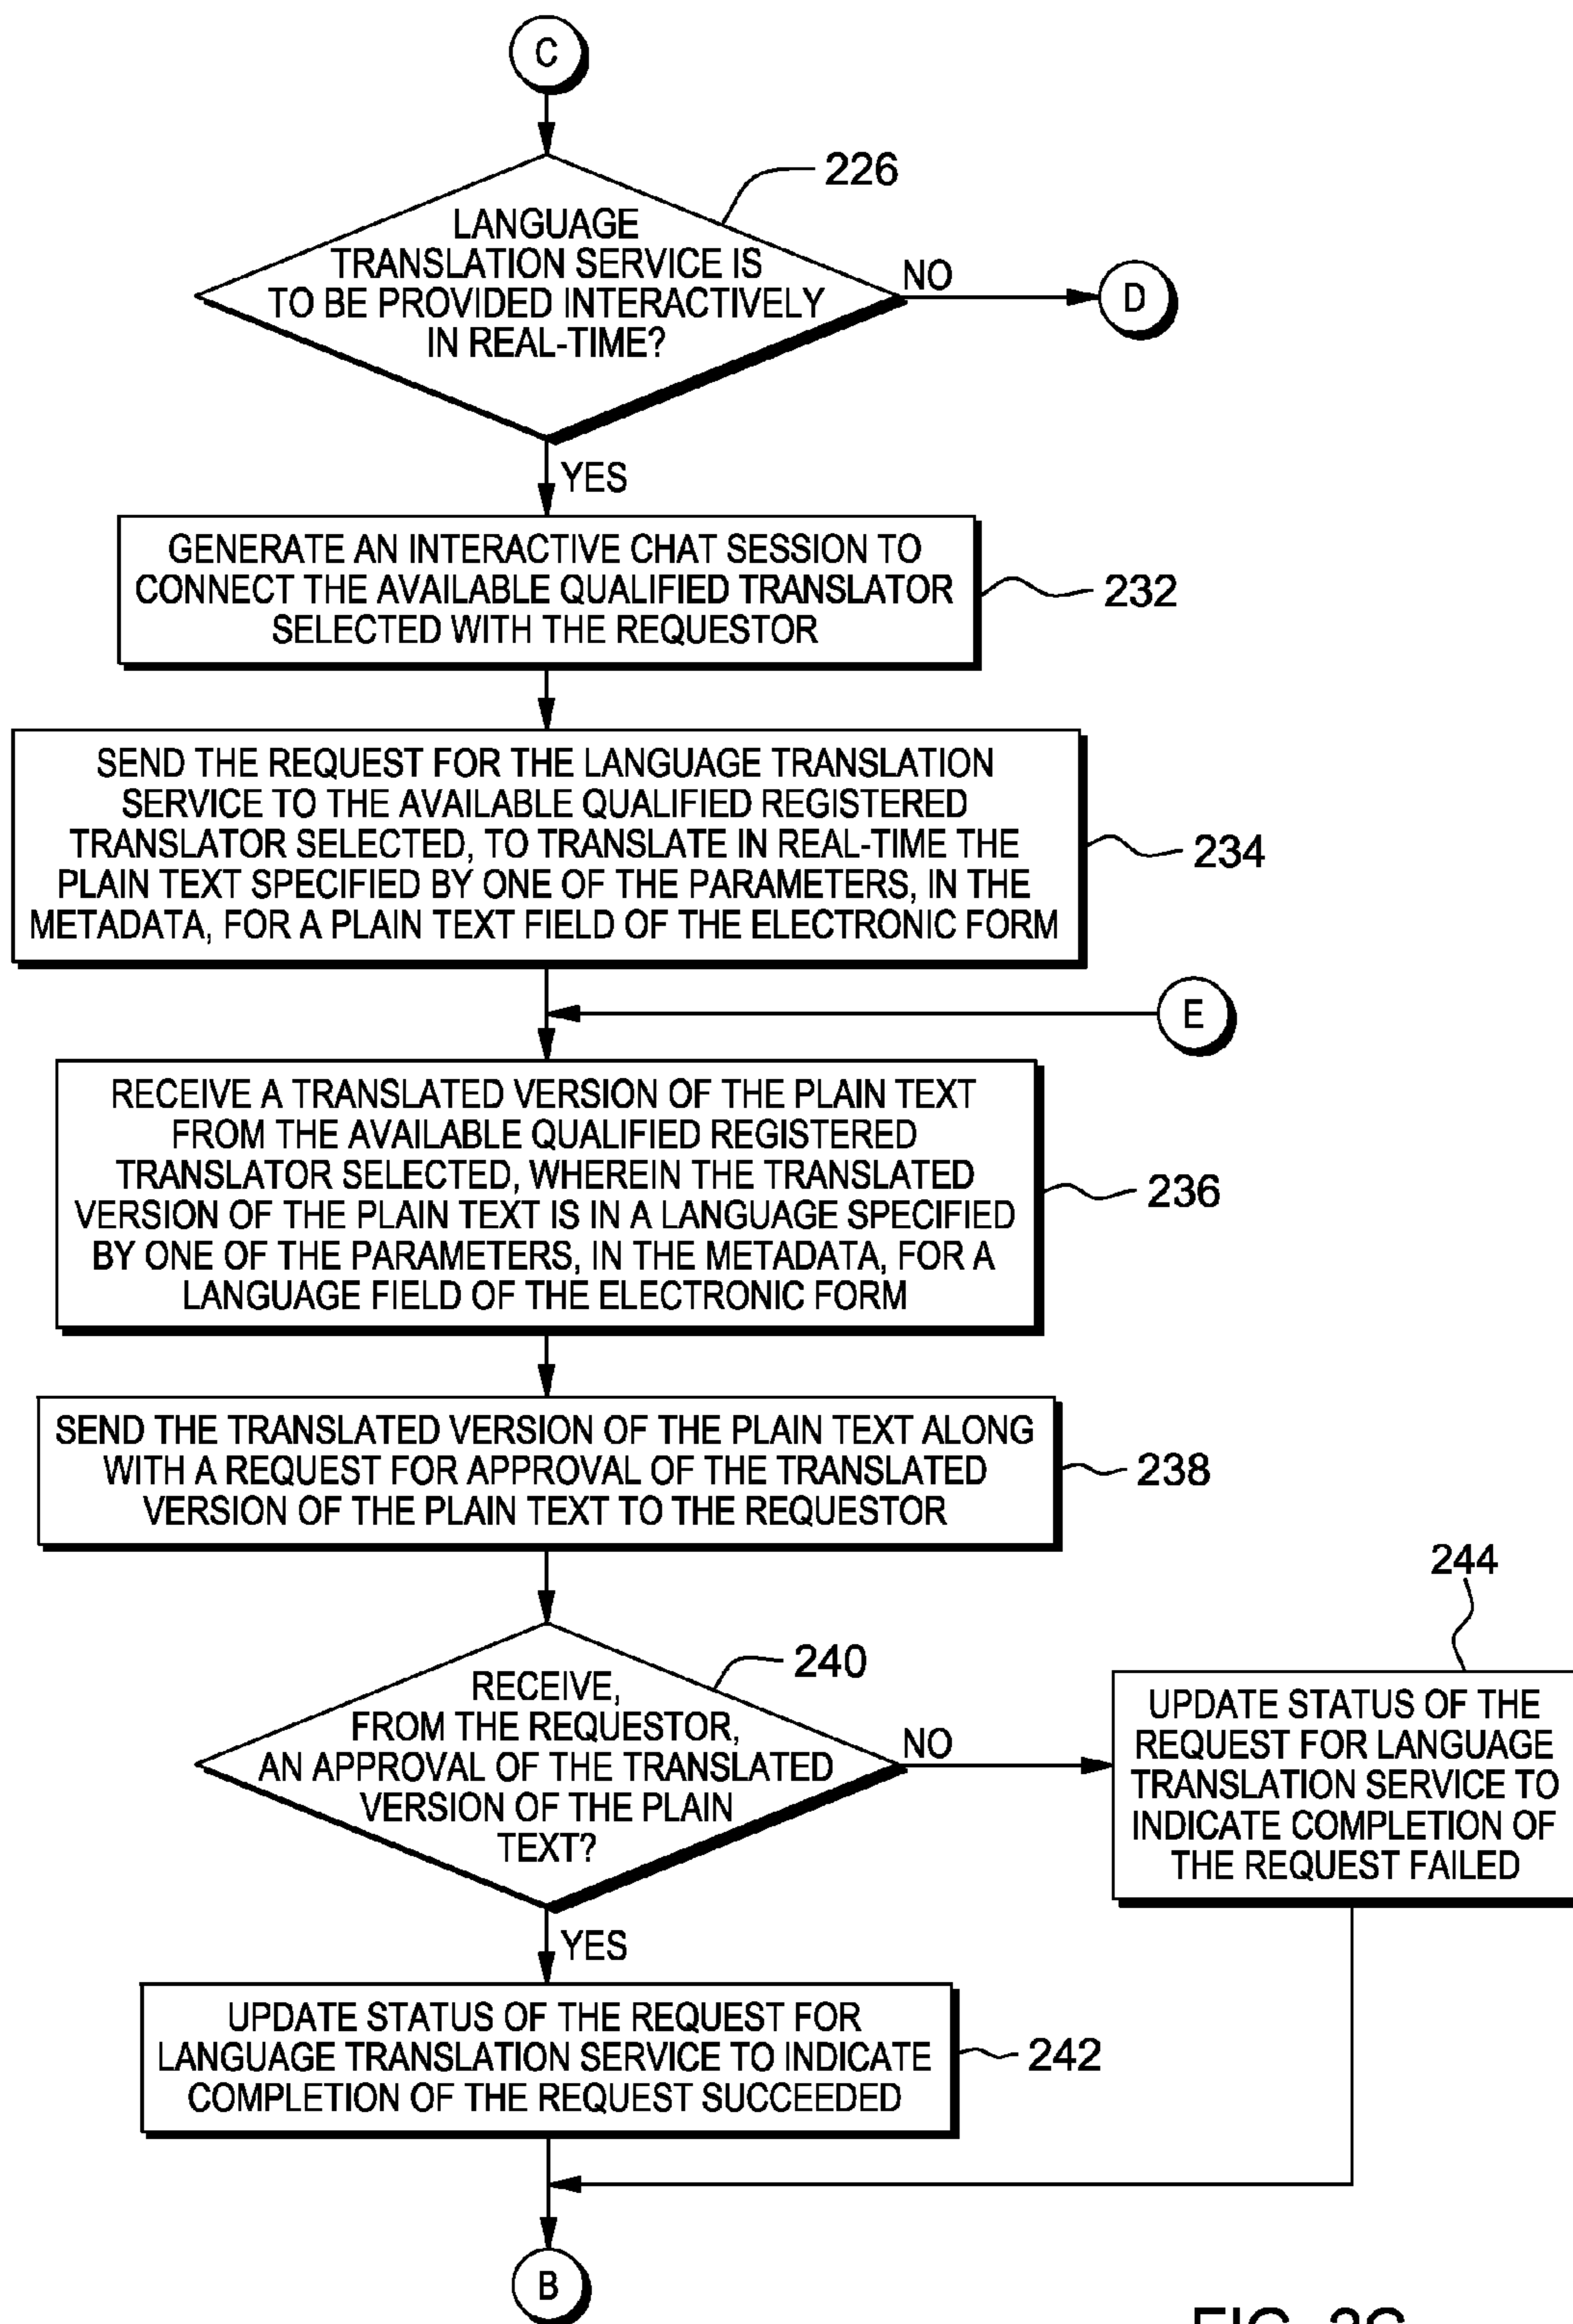 C
226
LANGUAGE
TRANSLATION SERVICE IS
TO BE PROVIDED INTERACTIVELY
IN REAL-TIME?
NO
D
YES
GENERATE AN INTERACTIVE CHAT SESSION TO
CONNECT THE AVAILABLE QUALIFIED TRANSLATOR
SELECTED WITH THE REQUESTOR
232
SEND THE REQUEST FOR THE LANGUAGE TRANSLATION
SERVICE TO THE AVAILABLE QUALIFIED REGISTERED
TRANSLATOR SELECTED, TO TRANSLATE IN REAL-TIME THE
PLAIN TEXT SPECIFIED BY ONE OF THE PARAMETERS, IN THE
METADATA, FOR A PLAIN TEXT FIELD OF THE ELECTRONIC FORM
234
E
RECEIVE A TRANSLATED VERSION OF THE PLAIN TEXT
FROM THE AVAILABLE QUALIFIED REGISTERED
TRANSLATOR SELECTED, WHEREIN THE TRANSLATED
VERSION OF THE PLAIN TEXT IS IN A LANGUAGE SPECIFIED
BY ONE OF THE PARAMETERS, IN THE METADATA, FOR A
LANGUAGE FIELD OF THE ELECTRONIC FORM
236
SEND THE TRANSLATED VERSION OF THE PLAIN TEXT ALONG
WITH A REQUEST FOR APPROVAL OF THE TRANSLATED
VERSION OF THE PLAIN TEXT TO THE REQUESTOR
238
240
RECEIVE,
FROM THE REQUESTOR,
AN APPROVAL OF THE TRANSLATED
VERSION OF THE PLAIN
TEXT?
NO
244
UPDATE STATUS OF THE
REQUEST FOR LANGUAGE
TRANSLATION SERVICE TO
INDICATE COMPLETION OF
THE REQUEST FAILED
YES
UPDATE STATUS OF THE REQUEST FOR
LANGUAGE TRANSLATION SERVICE TO INDICATE
COMPLETION OF THE REQUEST SUCCEEDED
242
B